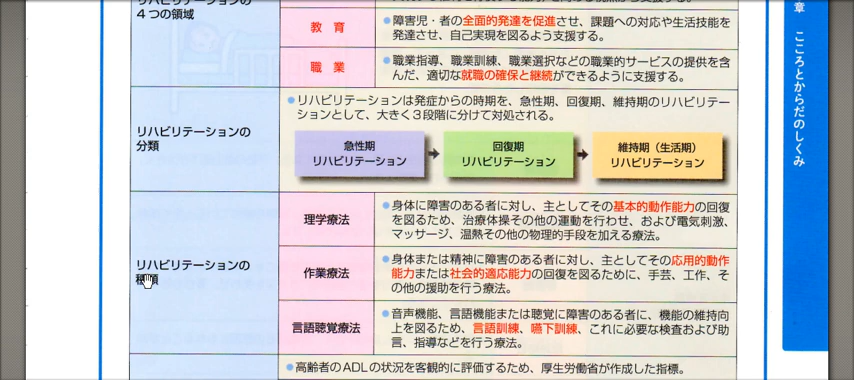 リハビリテーションの
4つの領域
教育
●障害児・者の全面的発達を促進させ、課題への対応や生活技能を
発達させ、自己実現を図るよう支援する。
職業
●職業指導、職業訓練、職業選択などの職業的サービスの提供を含
んだ、適切な就職の確保と継続ができるように支援する。
リハビリテーションの
分類
●リハビリテーションは発症からの時期を、急性期、回復期、維持期のリハビリテー
ションとして、大きく3段階に分けて対処される。
急性期
リハビリテーション
回復期
リハビリテーション
維持期(生活期)
リハビリテーション
リハビリテーションの
種類
理学療法
●身体に障害のある者に対し、主としてその基本的動作能力の回復
を図るため、治療体操その他の運動を行わせ、および電気刺激、
マッサージ、温熱その他の物理的手段を加える療法。
作業療法
●身体または精神に障害のある者に対し、主としてその応用的動作
能力または社会的適応能力の回復を図るために、手芸、工作、そ
の他の援助を行う療法。
言語聴覚療法
●音声機能、言語機能または聴覚に障害のある者に、機能の維持向
上を図るため、言語訓練、嚥下訓練、これに必要な検査および助
言、指導などを行う療法。
●高齢者のADLの状況を客観的に評価するため、厚生労働省が作成した指標。
章 こころとからだのしくみ